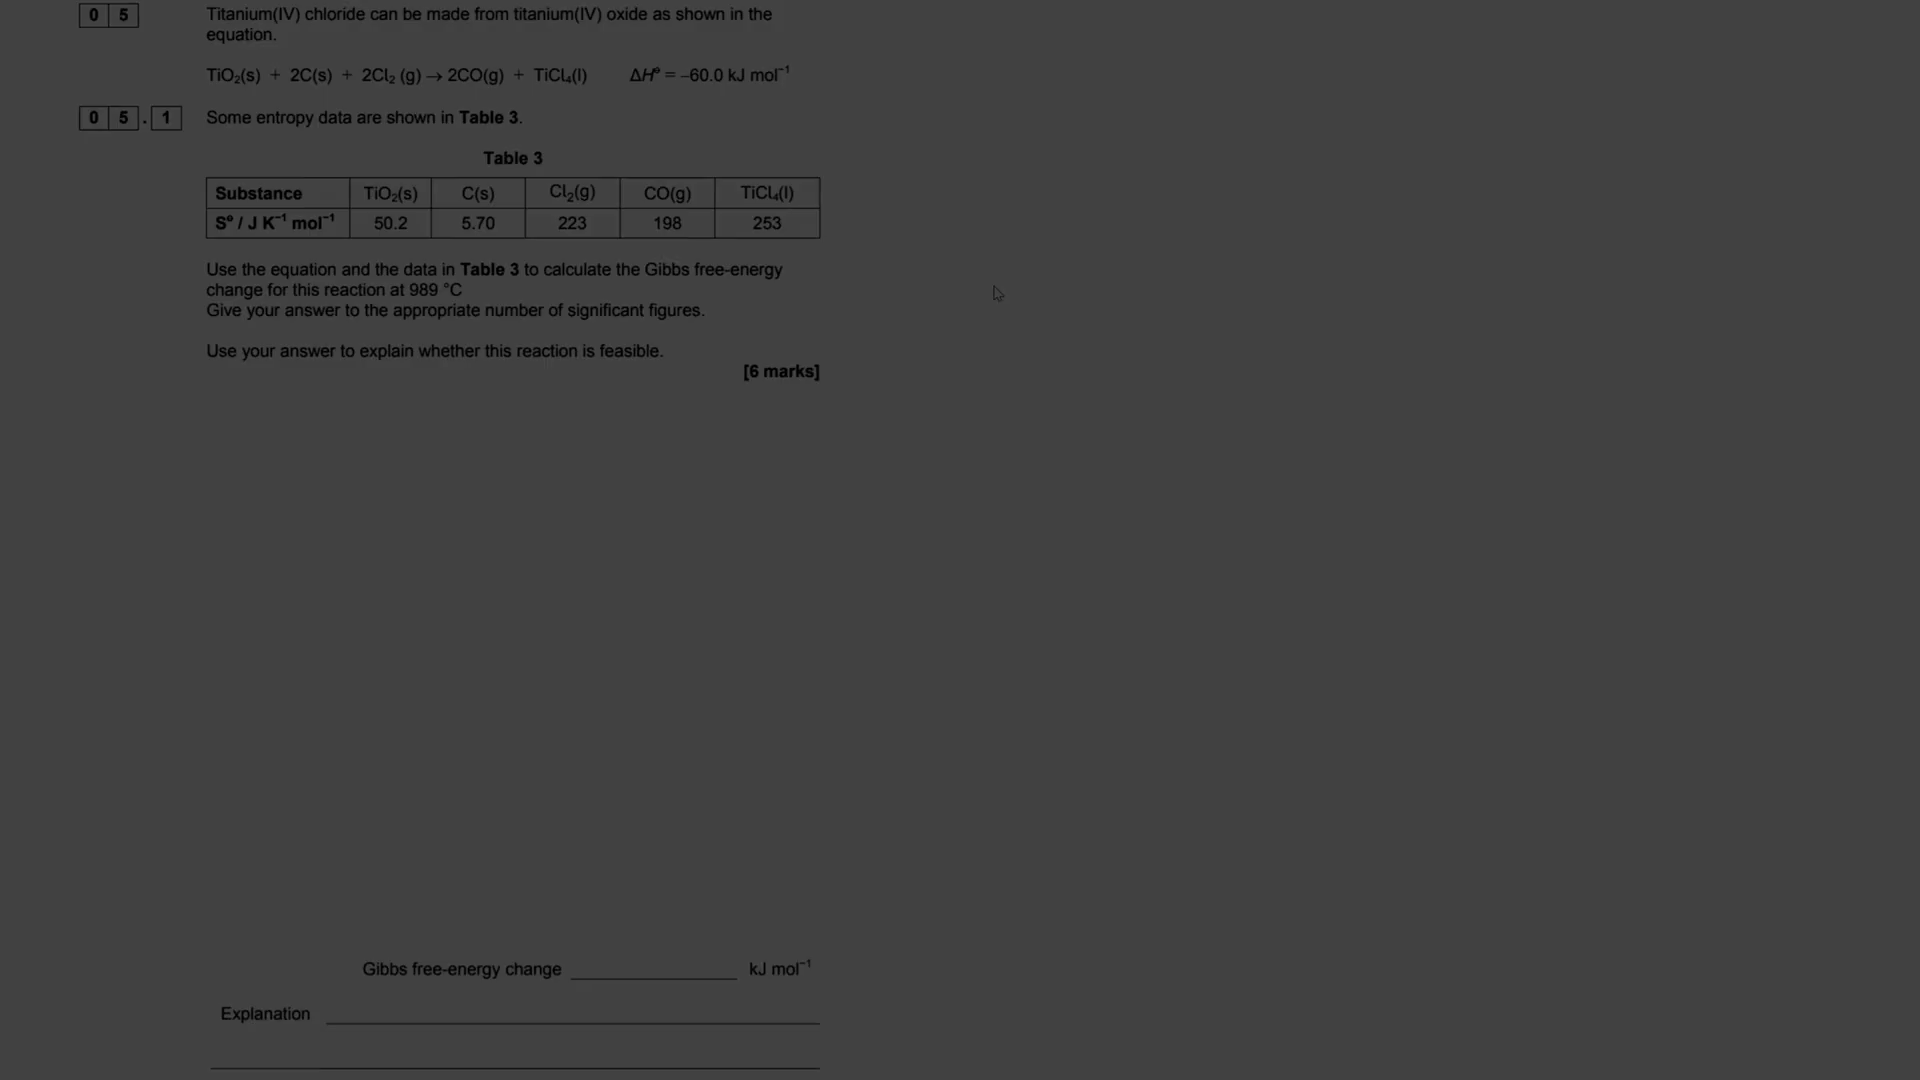 0 5 Titanium(IV) chloride can be made from titanium(IV) oxide as shown in the
equation.
TiO₂(s) + 2C(s) + 2Cl₂ (g) → 2CO(g) + TiCl₄(l) ΔH° = –60.0 kJ mol⁻¹
0 5 . 1 Some entropy data are shown in Table 3.
Table 3
Substance TiO₂(s) C(s) Cl₂(g) CO(g) TiCl₄(l)
S° / J K⁻¹ mol⁻¹ 50.2 5.70 223 198 253
Use the equation and the data in Table 3 to calculate the Gibbs free-energy
change for this reaction at 989 °C
Give your answer to the appropriate number of significant figures.
Use your answer to explain whether this reaction is feasible.
[6 marks]
Gibbs free-energy change kJ mol⁻¹
Explanation